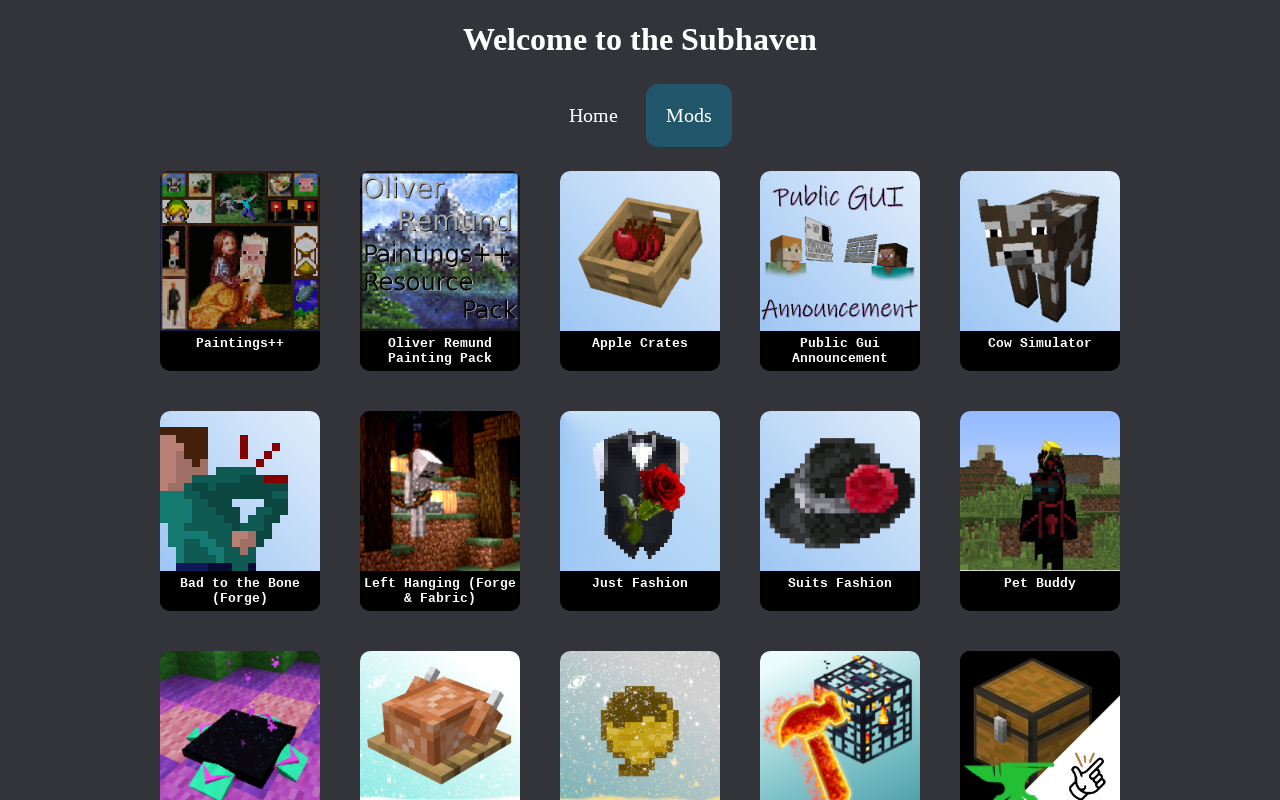 Welcome to the Subhaven
Home
Mods
Oliver
Remund
Paintings++
Resource
Pack
Public GUI
Announcement
Paintings++
Oliver Remund
Painting Pack
Apple Crates
Public Gui
Announcement
Cow Simulator
Bad to the Bone
(Forge)
Left Hanging (Forge
& Fabric)
Just Fashion
Suits Fashion
Pet Buddy